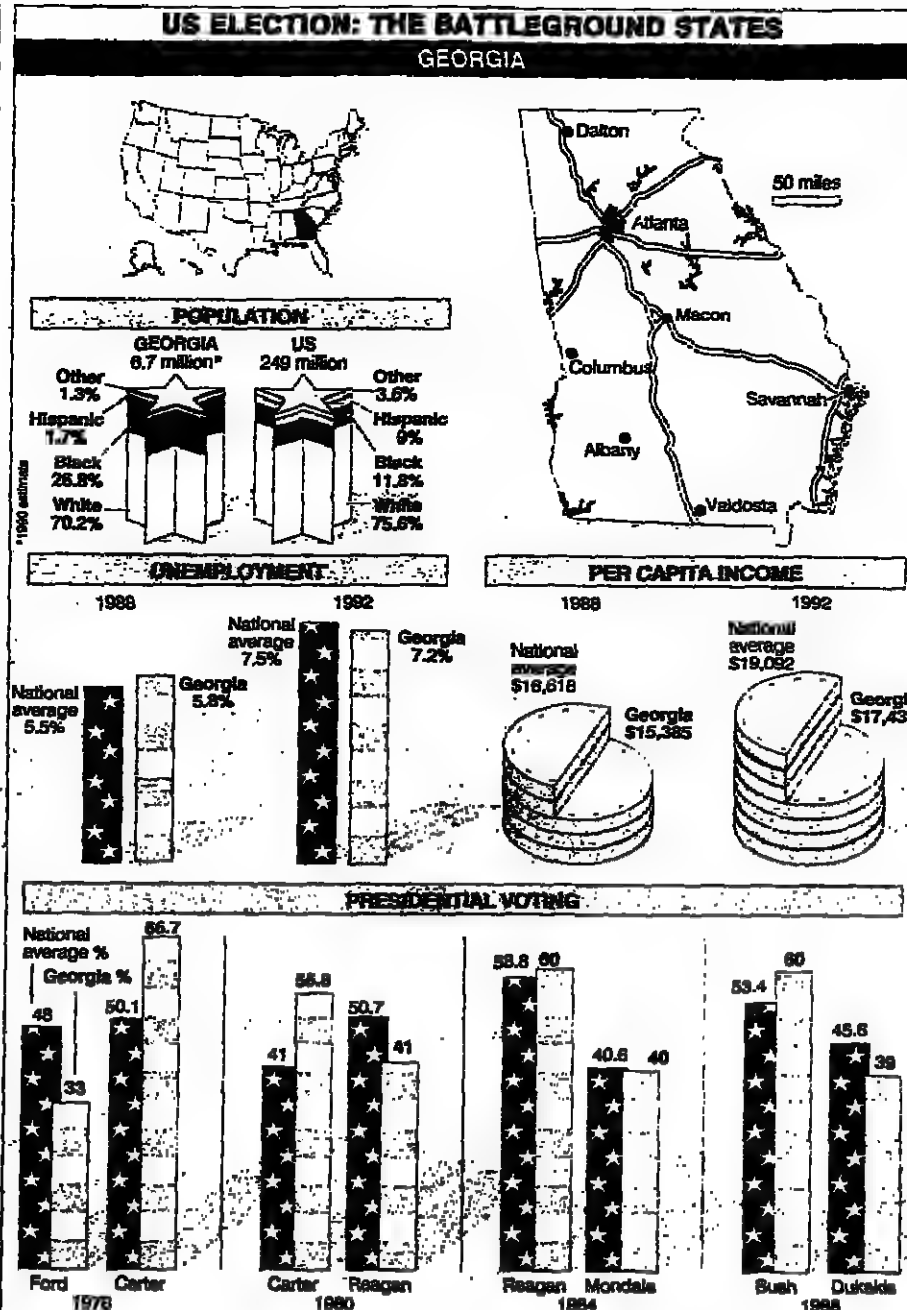 US ELECTION: THE BATTLEGROUND STATES
GEORGIA
Dalton
50 miles
Atlanta
Macon
Columbus
Savannah
Albany
Valdosta
POPULATION
GEORGIA
6.7 million*
US
249 million
Other
1.3%
Hispanic
1.7%
Black
26.8%
White
70.2%
Other
3.6%
Hispanic
9%
Black
11.8%
White
75.6%
*1990 estimate
UNEMPLOYMENT
1988
National
average
5.5%
Georgia
5.8%
1992
National
average
7.5%
Georgia
7.2%
PER CAPITA INCOME
1988
National
average
$16,618
Georgia
$15,385
1992
National
average
$19,092
Georgi
$17,43
PRESIDENTIAL VOTING
National
average %
Georgia %
48
33
50.1
66.7
Ford
Carter
1976
41
55.8
50.7
41
Carter
Reagan
1980
58.8
60
40.6
40
Reagan
Mondale
1984
53.4
60
45.6
39
Bush
Dukakis
1988